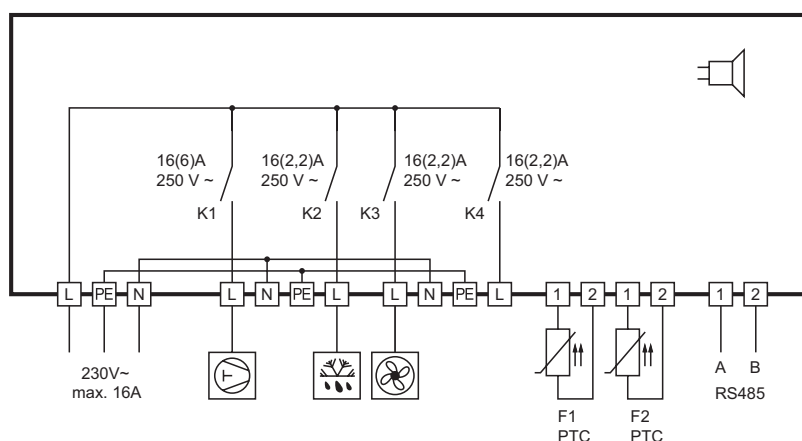 16(6)A 16(2,2)A 16(2,2)A 16(2,2)A
250 V ~ 250 V ~ 250 V ~ 250 V ~
K1 K2 K3 K4
L PE N L N PE L L N PE L 1 2 1 2 1 2
T
230V~
max. 16A
A B
RS485
F1
PTC
F2
PTC